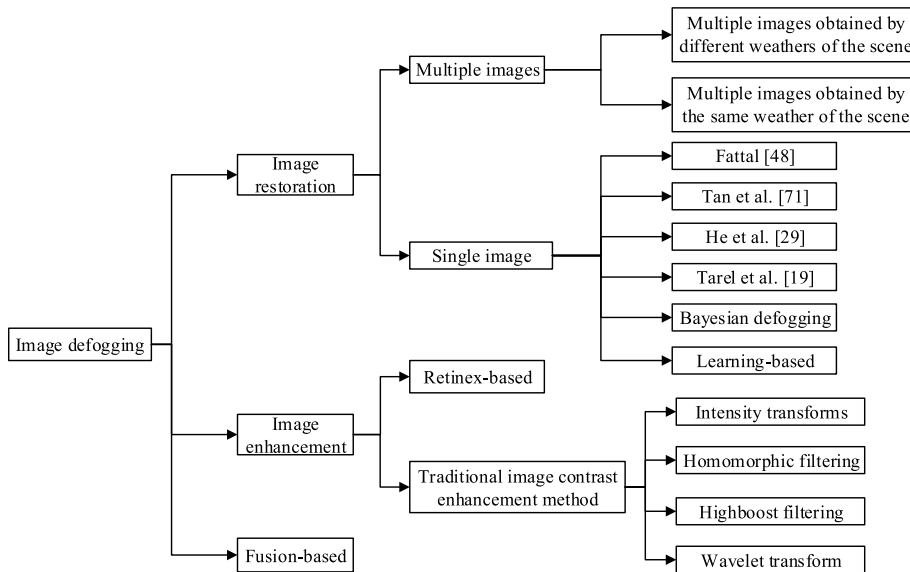 Multiple images obtained by
different weathers of the scene
Multiple images
Multiple images obtained by
the same weather of the scene
Image
restoration
Fattal [48]
Tan et al. [71]
He et al. [29]
Single image
Tarel et al. [19]
Bayesian defogging
Image defogging
Learning-based
Retinex-based
Intensity transforms
Image
enhancement
Homomorphic filtering
Traditional image contrast
enhancement method
Highboost filtering
Fusion-based
Wavelet transform